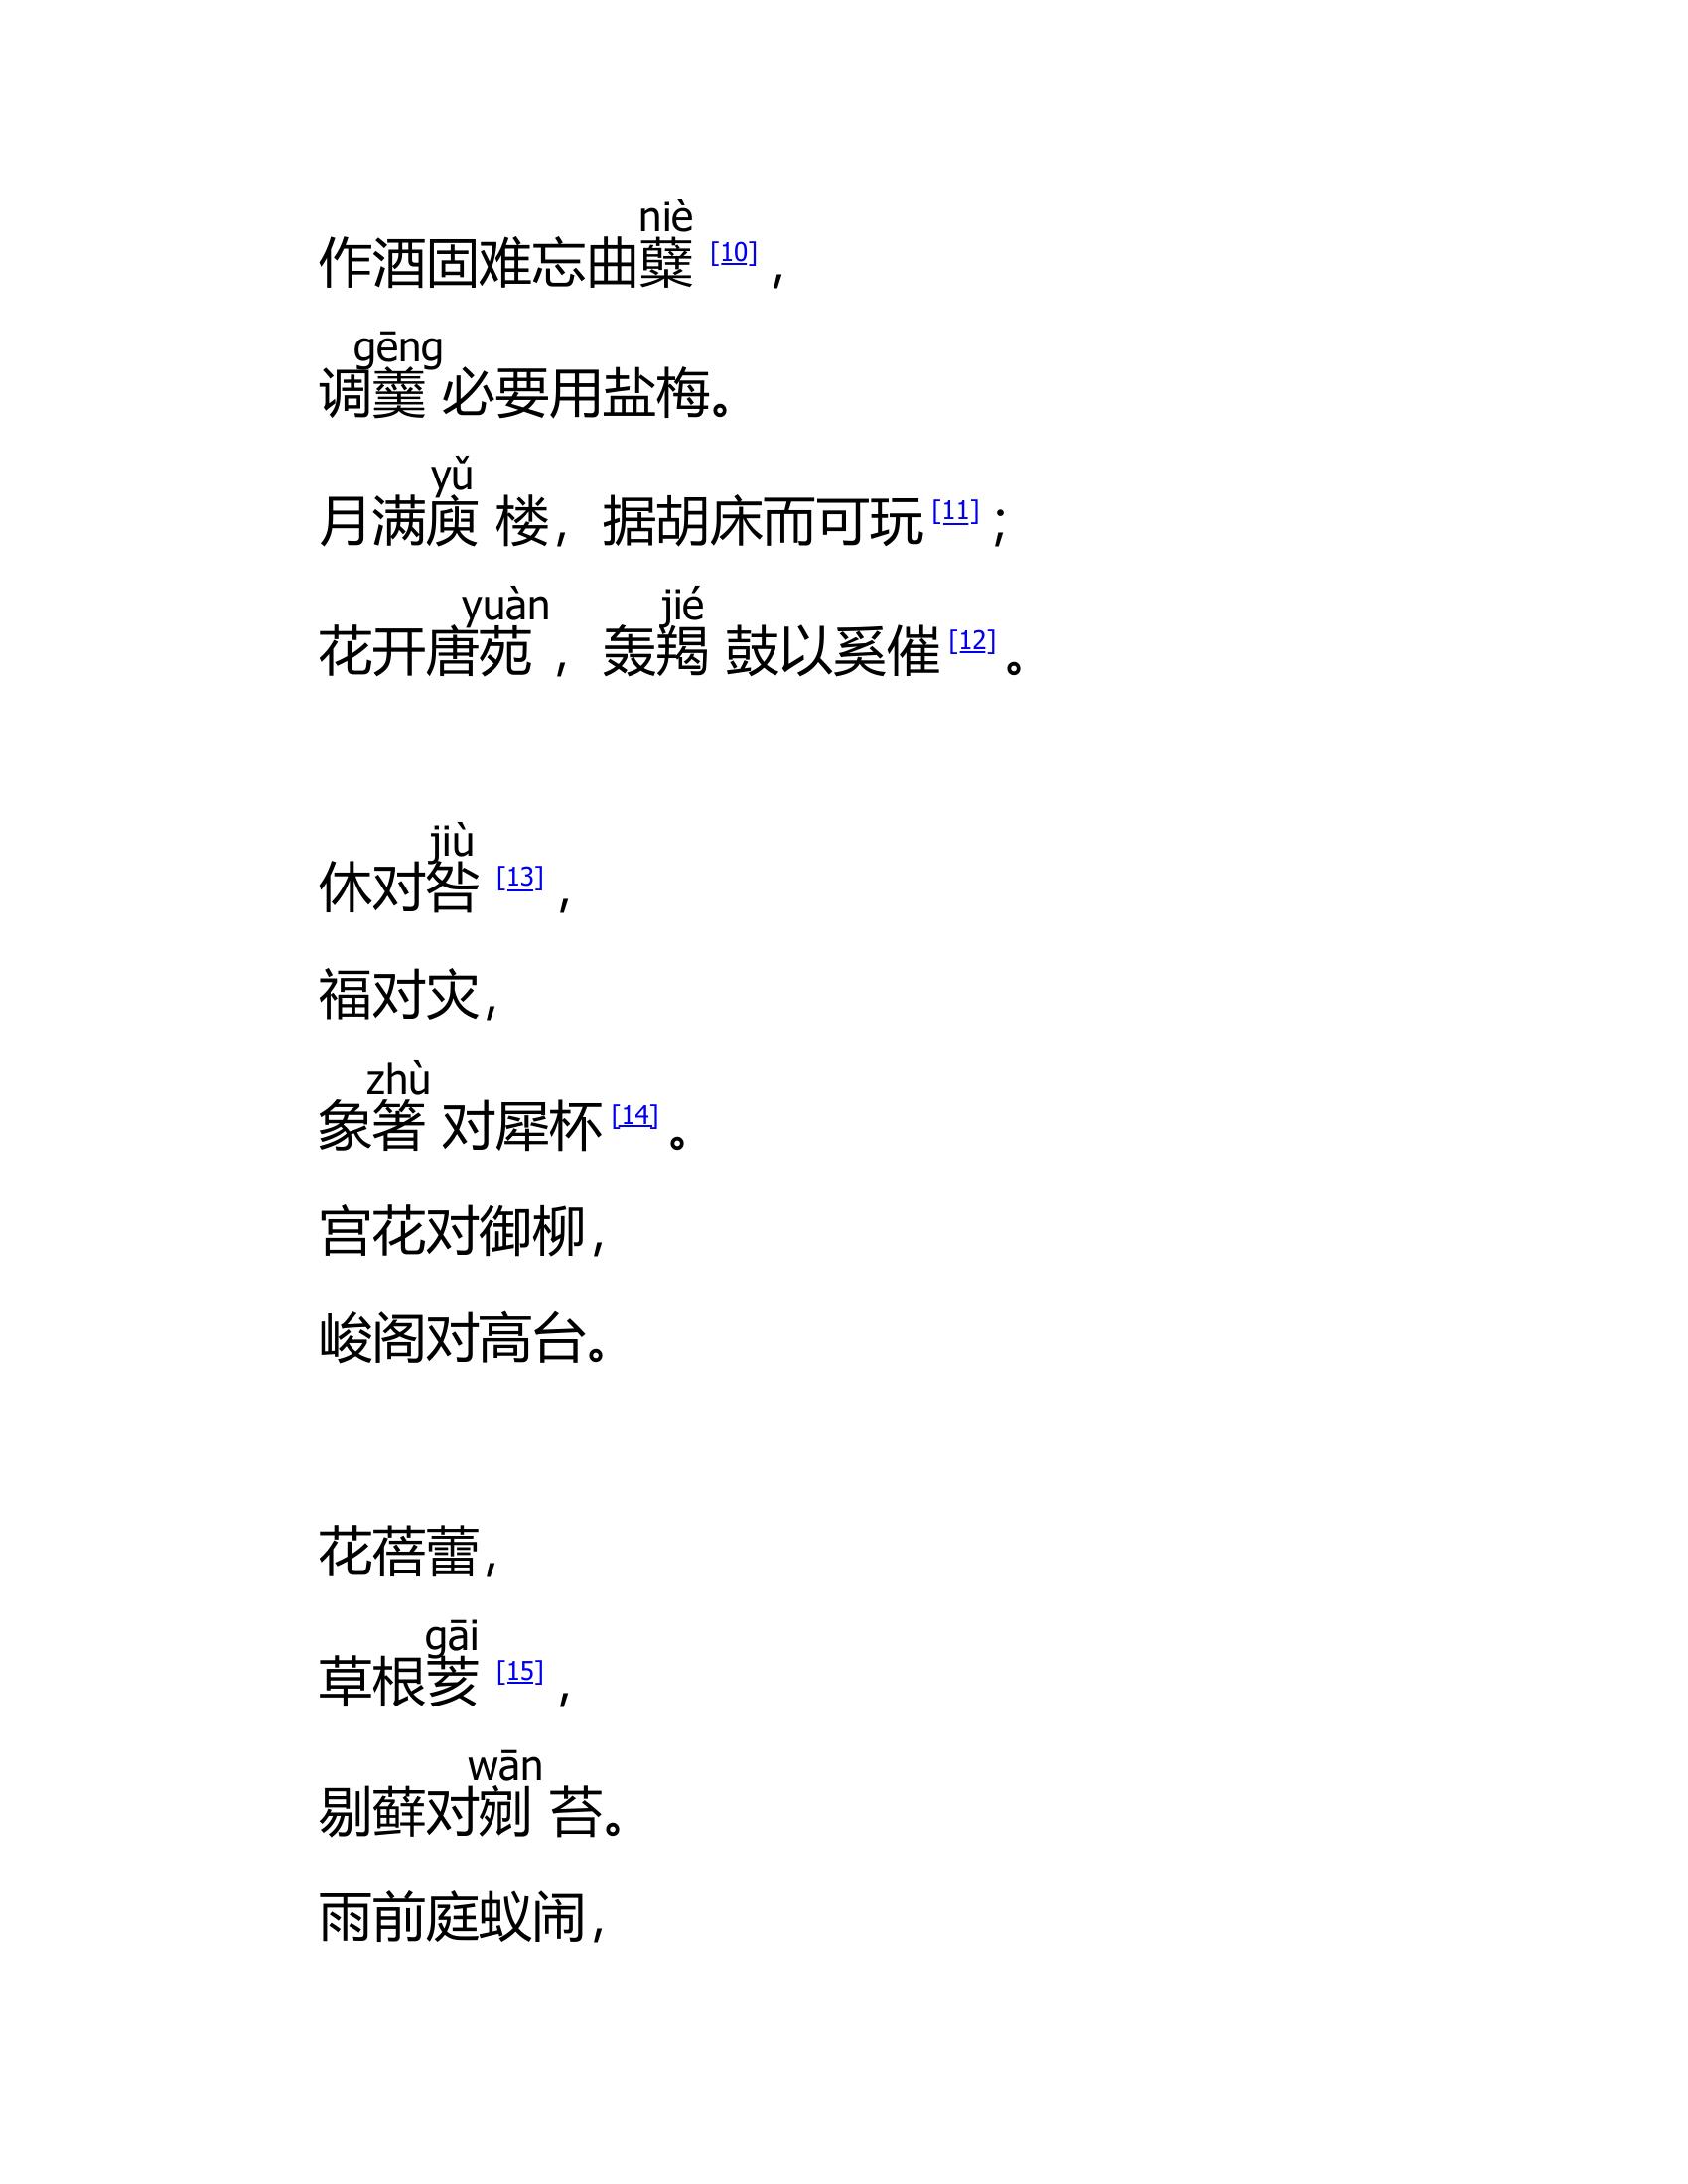 niè
作酒固难忘曲蘖 [10] ，
gēng
调羹 必要用盐梅。
yǔ
月满庾 楼，据胡床而可玩[11]；
yuàn jié
花开唐苑 ，轰羯 鼓以奚催[12]。
jiù
休对咎 [13]，
福对灾，
zhù
象箸 对犀杯[14]。
宫花对御柳，
峻阁对高台。
花蓓蕾，
gāi
草根荄 [15]，
wān
剔藓对剜 苔。
雨前庭蚁闹，